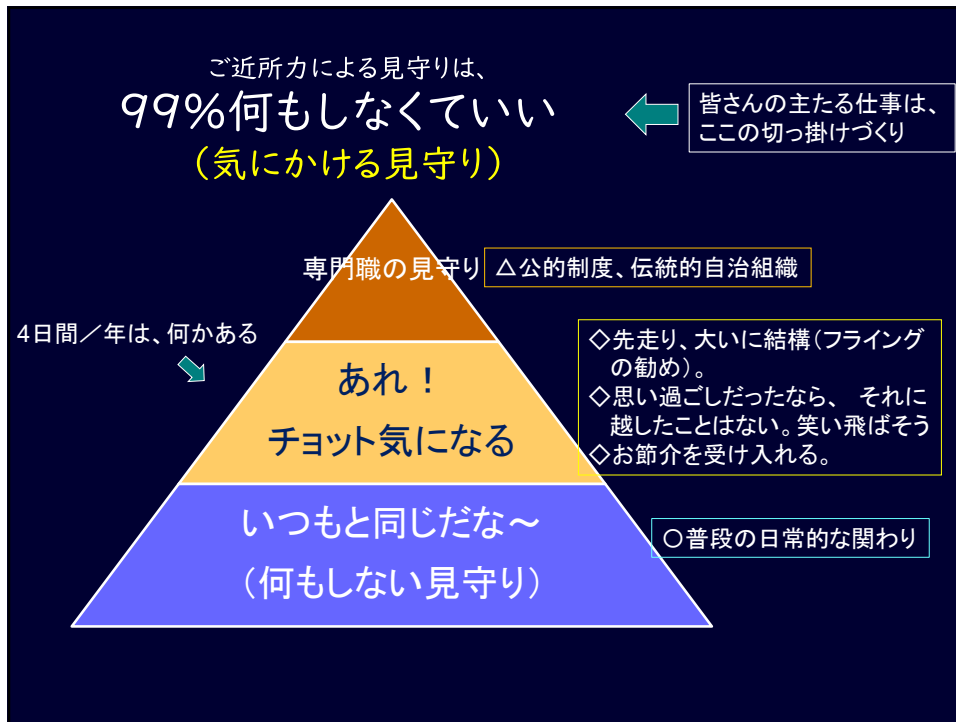 ご近所力による見守りは、
99%何もしなくていい
(気にかける見守り)
皆さんの主たる仕事は、
ここの切っ掛けづくり
専門職の見守り
△公的制度、伝統的自治組織
4日間/年は、何かある
あれ!
チョット気になる
◇先走り、大いに結構(フライング
の勧め)。
◇思い過ごしだったなら、 それに
越したことはない。笑い飛ばそう
◇お節介を受け入れる。
いつもと同じだな~
(何もしない見守り)
○普段の日常的な関わり